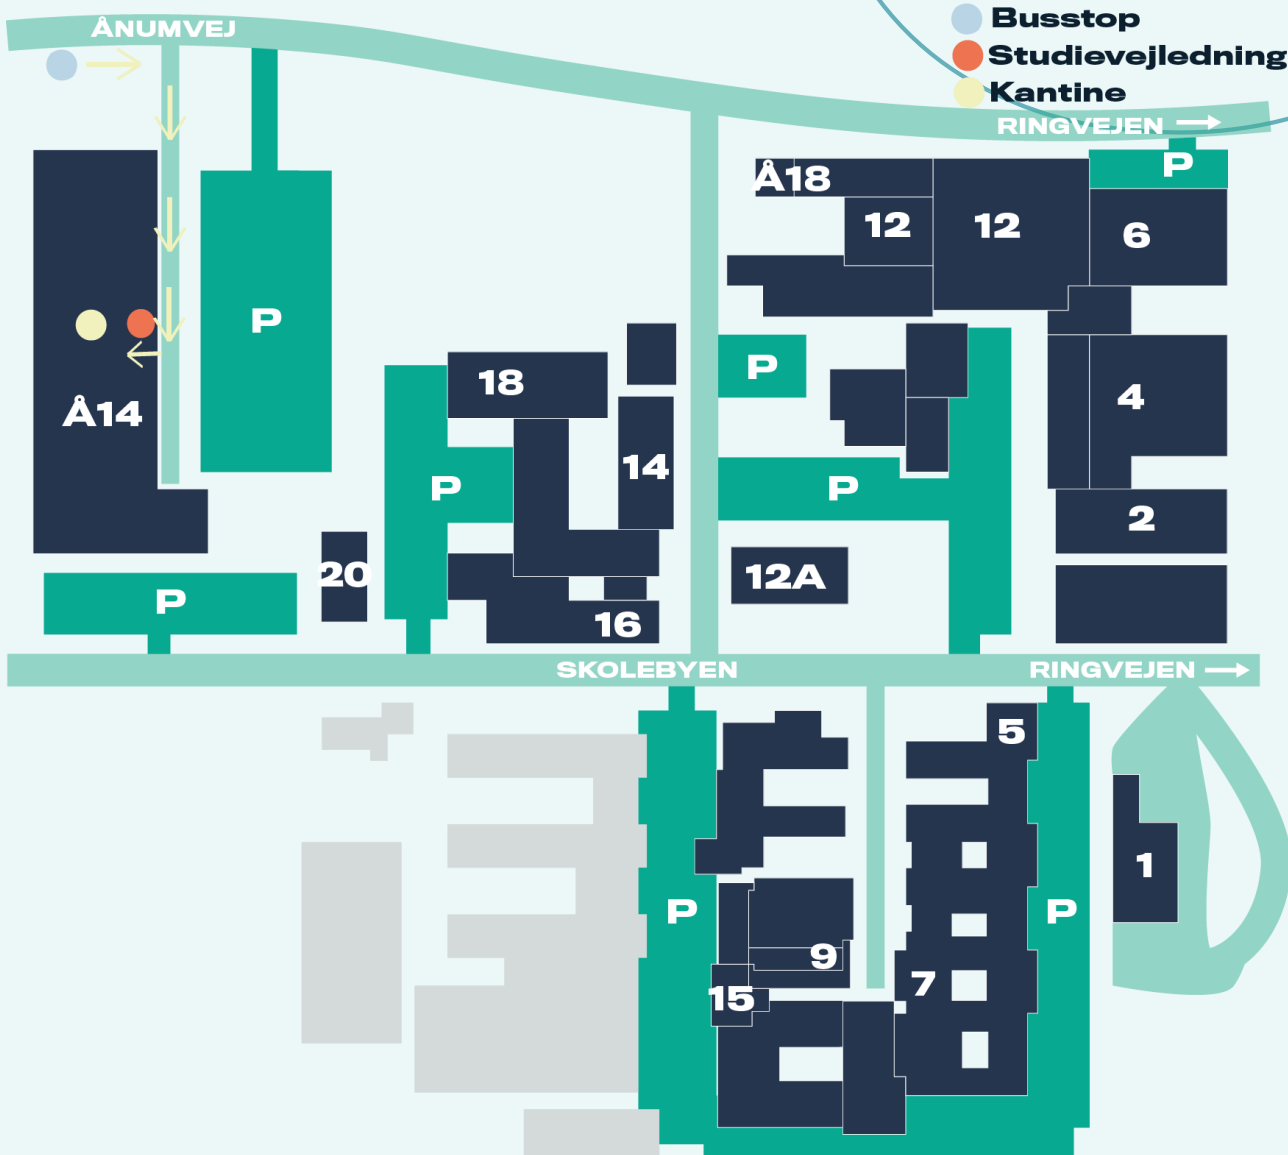 ÅNUMVEJ
Busstop
Studievejledning
Kantine
RINGVEJEN
P
Å18
12
12
6
P
P
18
4
Å14
14
P
P
2
20
12A
P
16
SKOLEBYEN
RINGVEJEN
5
1
P
P
9
7
15